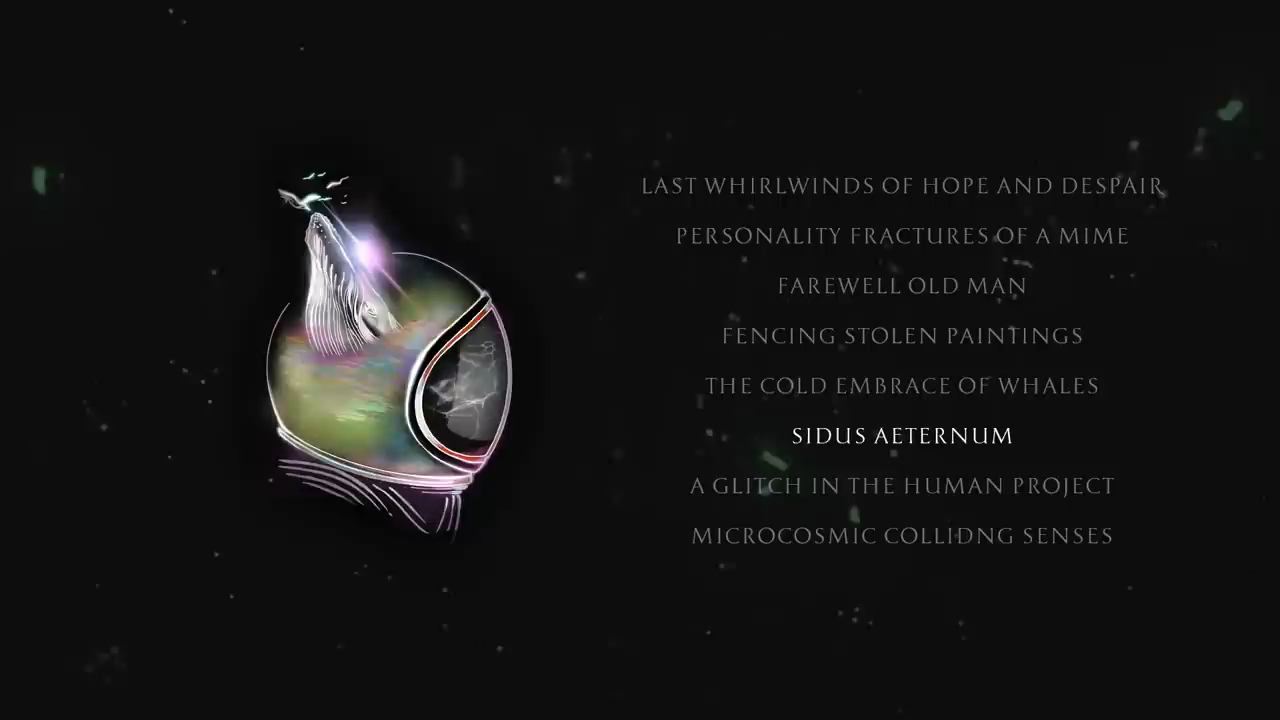 LAST WHIRLWINDS OF HOPE AND DESPAIR
PERSONALITY FRACTURES OF A MIME
FAREWELL OLD MAN
FENCING STOLEN PAINTINGS
THE COLD EMBRACE OF WHALES
SIDUS AETERNUM
A GLITCH IN THE HUMAN PROJECT
MICROCOSMIC COLLIDNG SENSES